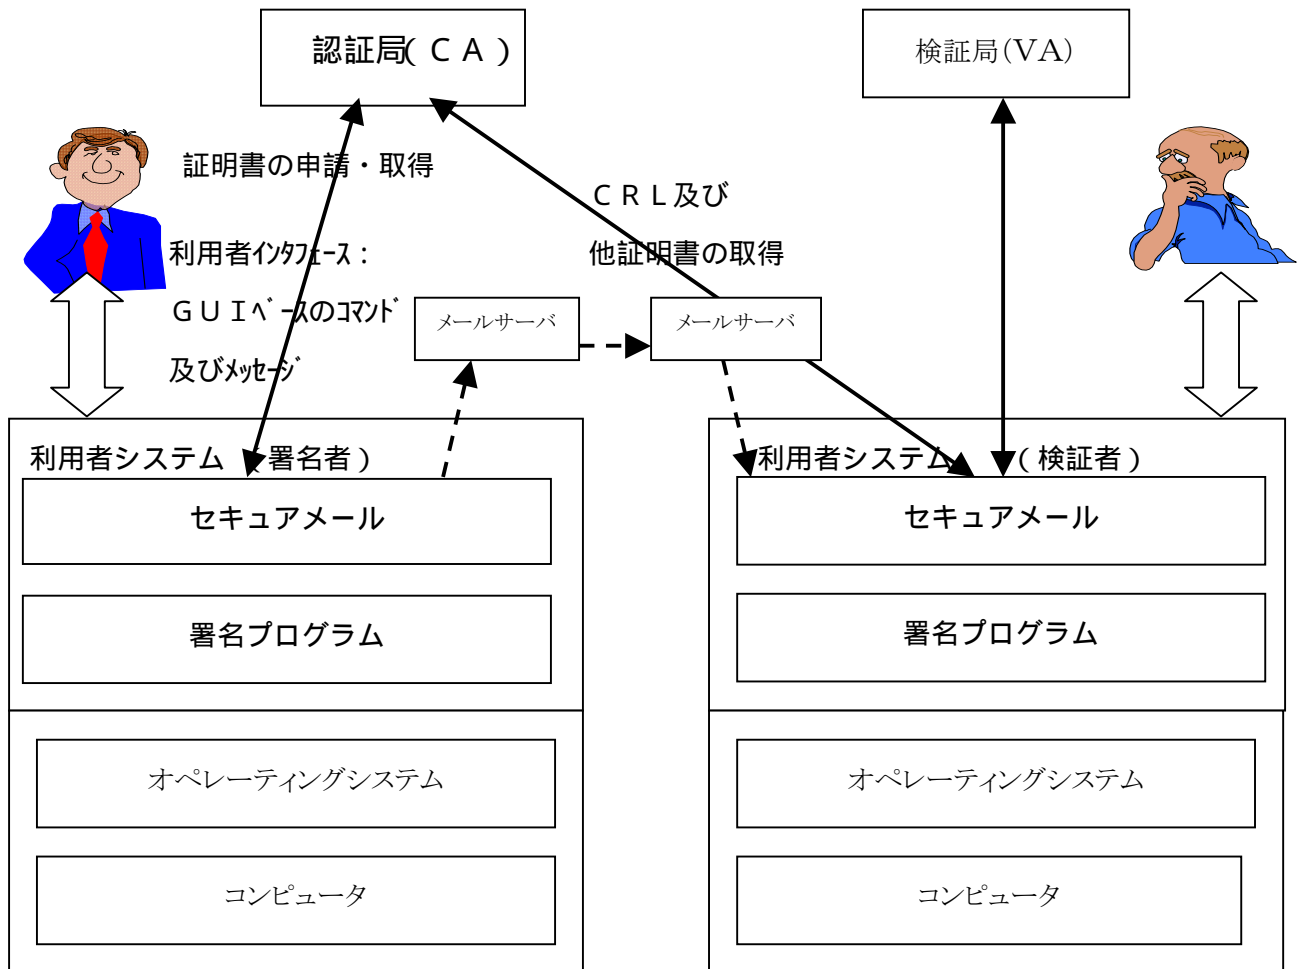 認証局(ＣＡ)
検証局(VA)
証明書の申請・取得
ＣＲＬ及び
他証明書の取得
利用者ｲﾝﾀﾌｪｰｽ：
ＧＵＩﾍﾞｰｽのｺﾏﾝﾄﾞ
及びﾒｯｾｰｼﾞ
メールサーバ
メールサーバ
利用者システム（署名者）
利用者システム（検証者）
セキュアメール
セキュアメール
署名プログラム
署名プログラム
オペレーティングシステム
オペレーティングシステム
コンピュータ
コンピュータ